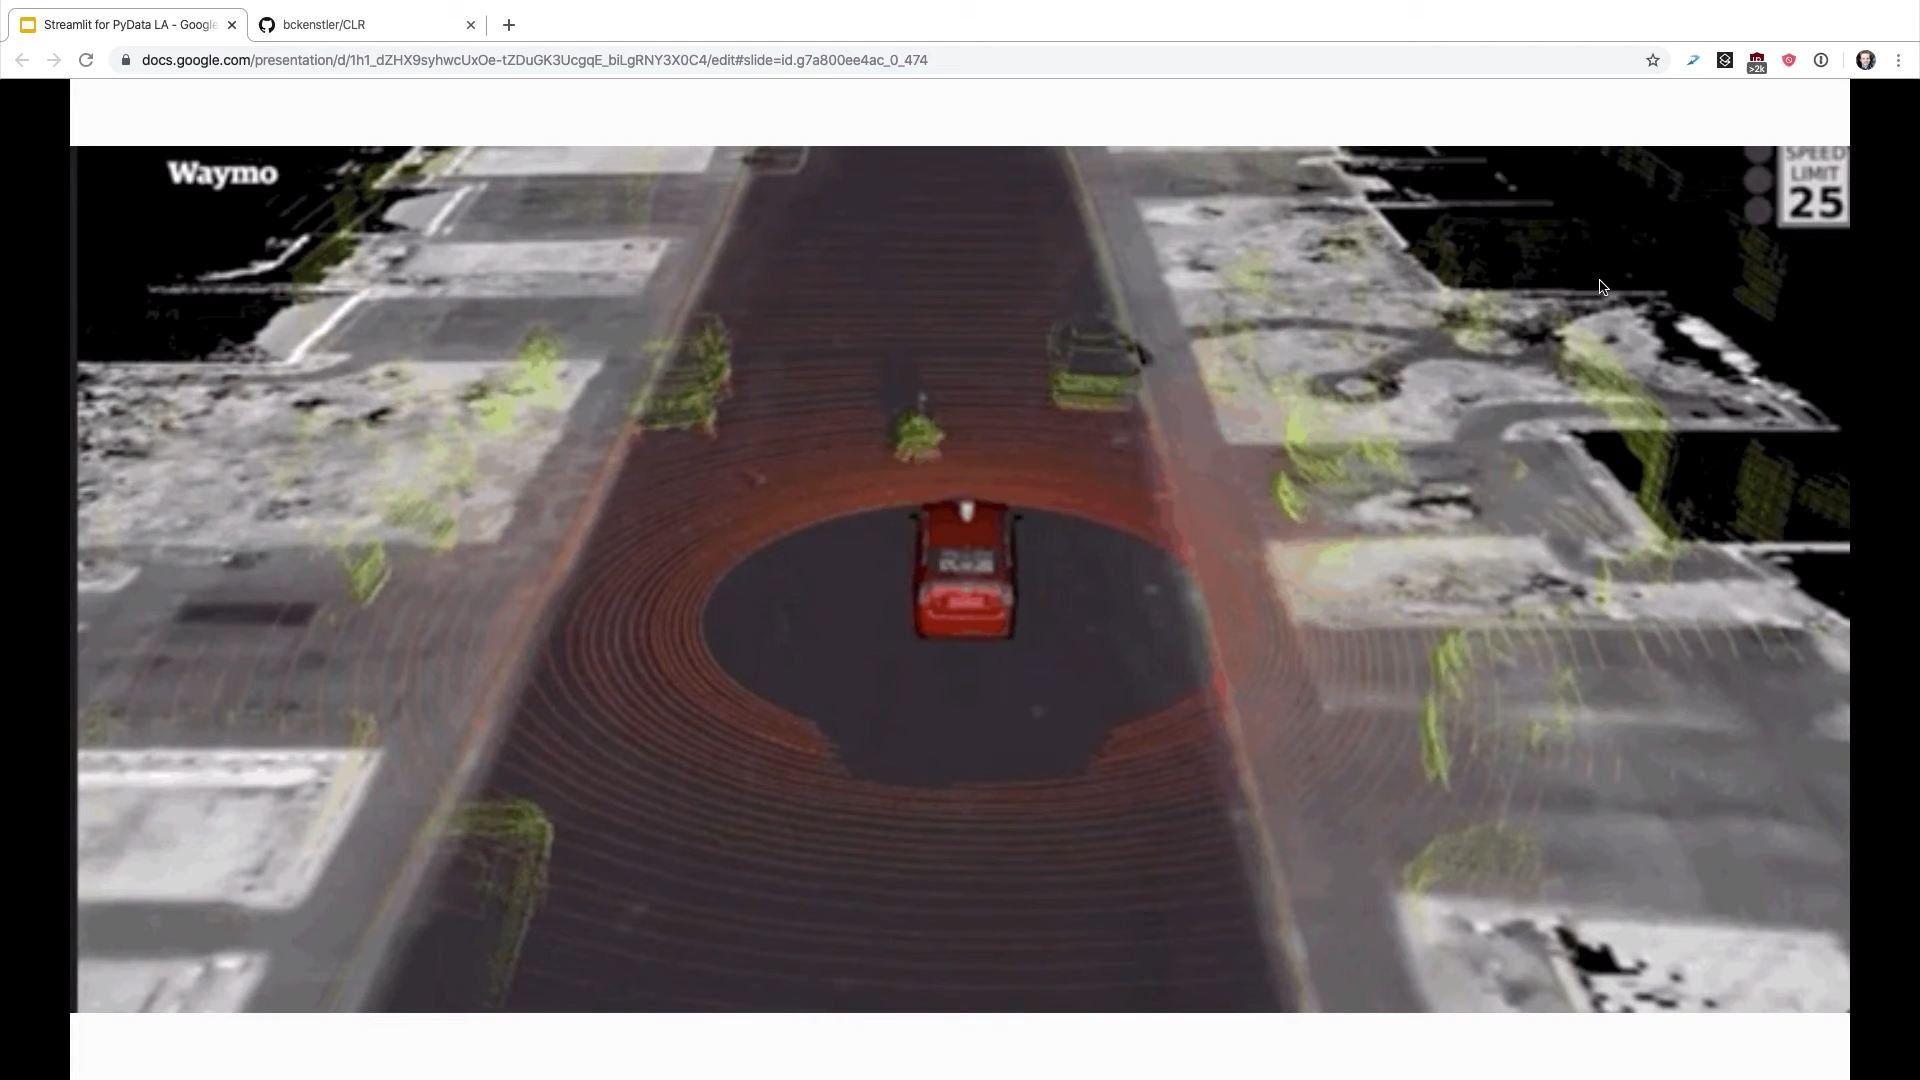 Streamlit for PyData LA - Google
bckenstler/CLR
docs.google.com/presentation/d/1h1_dZHX9syhwcUxOe-tZDuGK3UcgqE_biLgRNY3X0C4/edit#slide=id.g7a800ee4ac_0_474
>2k
Waymo
SPEED
LIMIT
25